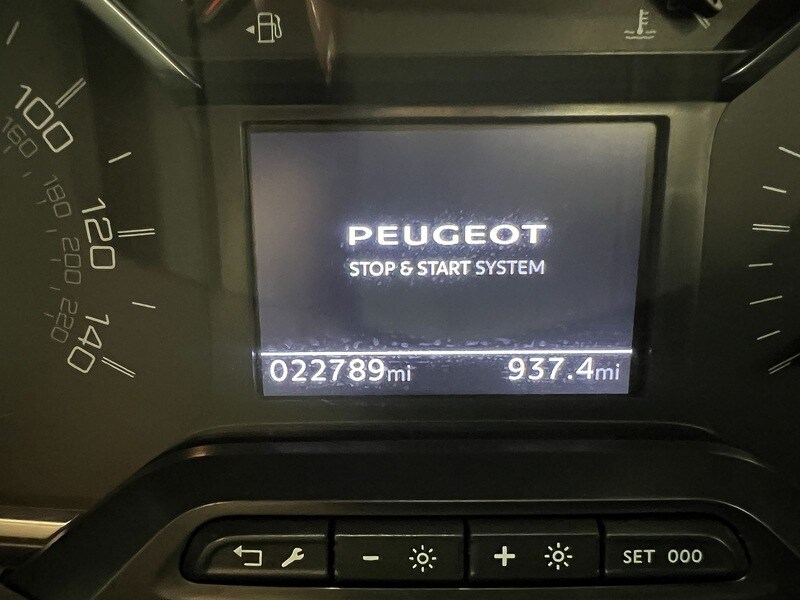 100
160
180
120
200
220
140
PEUGEOT
STOP & START SYSTEM
022789mi 937.4mi
- +
SET 000